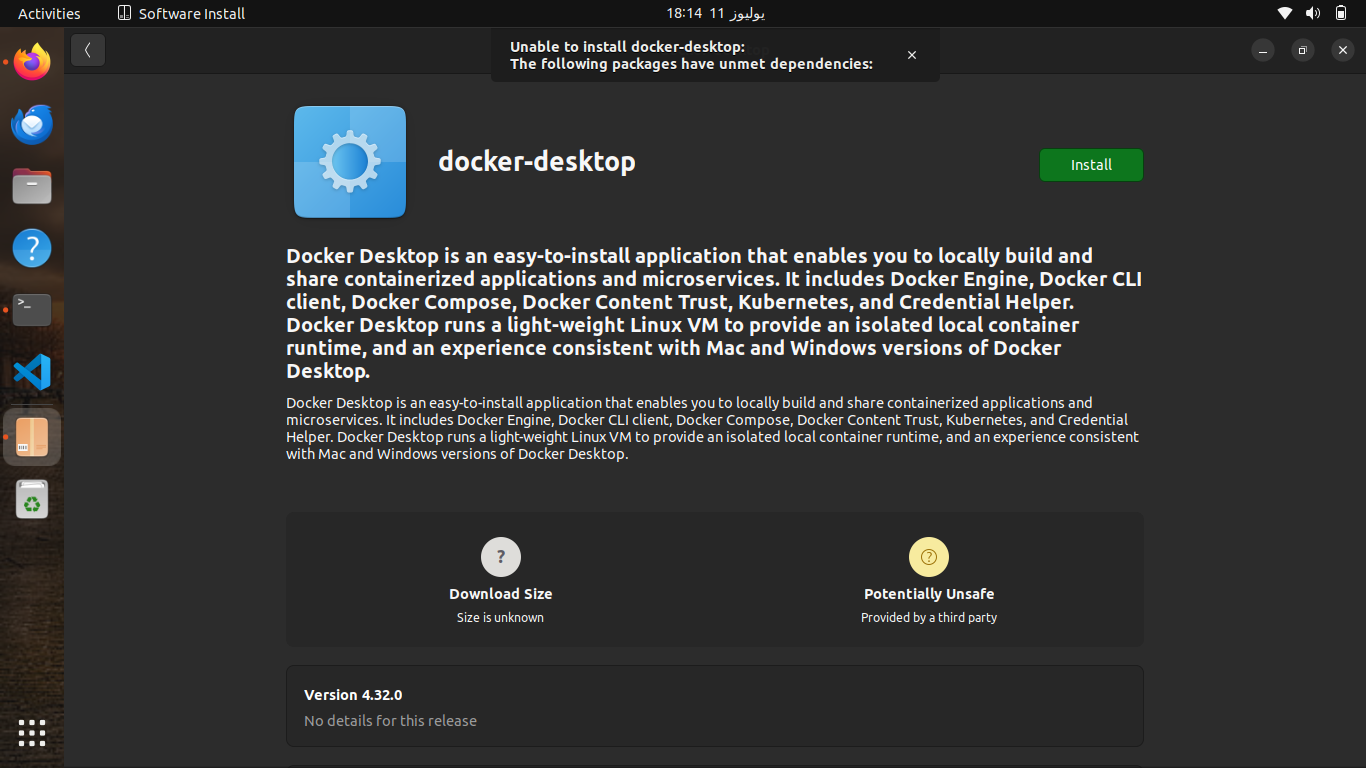 Activities
Software Install
18:14 11 يوليوز
Unable to install docker-desktop:
The following packages have unmet dependencies:
docker-desktop
Install
Docker Desktop is an easy-to-install application that enables you to locally build and
share containerized applications and microservices. It includes Docker Engine, Docker CLI
client, Docker Compose, Docker Content Trust, Kubernetes, and Credential Helper.
Docker Desktop runs a light-weight Linux VM to provide an isolated local container
runtime, and an experience consistent with Mac and Windows versions of Docker
Desktop.
Docker Desktop is an easy-to-install application that enables you to locally build and share containerized applications and
microservices. It includes Docker Engine, Docker CLI client, Docker Compose, Docker Content Trust, Kubernetes, and Credential
Helper. Docker Desktop runs a light-weight Linux VM to provide an isolated local container runtime, and an experience consistent
with Mac and Windows versions of Docker Desktop.
?
Download Size
Size is unknown
?
Potentially Unsafe
Provided by a third party
Version 4.32.0
No details for this release